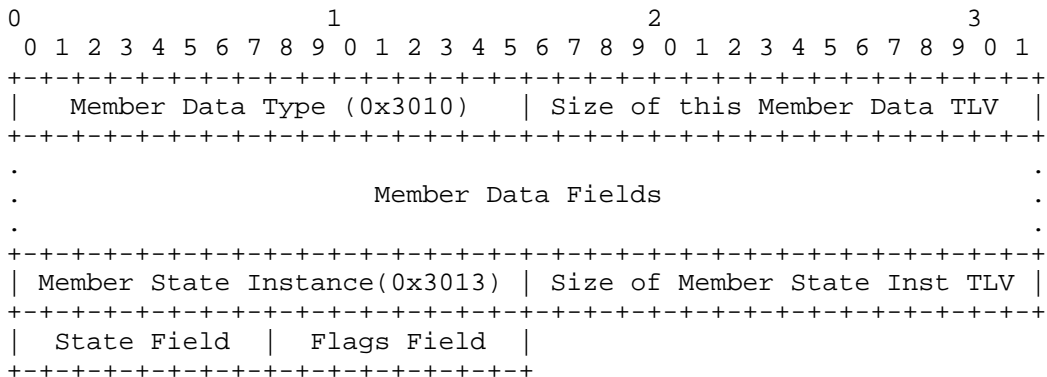 0                   1                   2                   3
 0 1 2 3 4 5 6 7 8 9 0 1 2 3 4 5 6 7 8 9 0 1 2 3 4 5 6 7 8 9 0 1
+-+-+-+-+-+-+-+-+-+-+-+-+-+-+-+-+-+-+-+-+-+-+-+-+-+-+-+-+-+-+-+-+
|   Member Data Type (0x3010)   | Size of this Member Data TLV  |
+-+-+-+-+-+-+-+-+-+-+-+-+-+-+-+-+-+-+-+-+-+-+-+-+-+-+-+-+-+-+-+-+
.                                                               .
.                      Member Data Fields                       .
.                                                               .
+-+-+-+-+-+-+-+-+-+-+-+-+-+-+-+-+-+-+-+-+-+-+-+-+-+-+-+-+-+-+-+-+
| Member State Instance(0x3013) | Size of Member State Inst TLV |
+-+-+-+-+-+-+-+-+-+-+-+-+-+-+-+-+-+-+-+-+-+-+-+-+-+-+-+-+-+-+-+-+
|  State Field  |  Flags Field  |
+-+-+-+-+-+-+-+-+-+-+-+-+-+-+-+-+